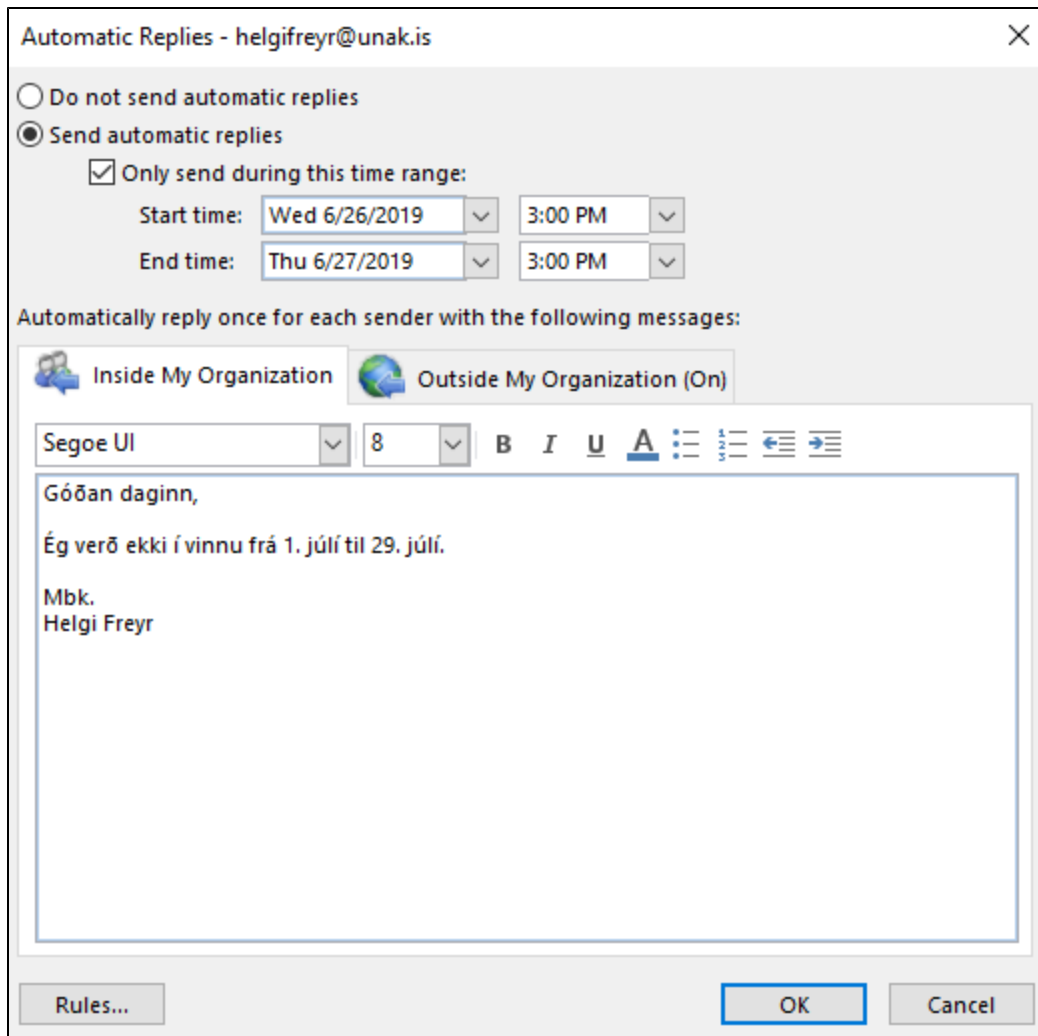 Automatic Replies - helgifreyr@unak.is
Do not send automatic replies
Send automatic replies
Only send during this time range:
Start time: Wed 6/26/2019 3:00 PM
End time: Thu 6/27/2019 3:00 PM
Automatically reply once for each sender with the following messages:
Inside My Organization Outside My Organization (On)
Segoe UI 8 B I U A
Góðan daginn,
Ég verð ekki í vinnu frá 1. júlí til 29. júlí.
Mbk.
Helgi Freyr
Rules... OK Cancel